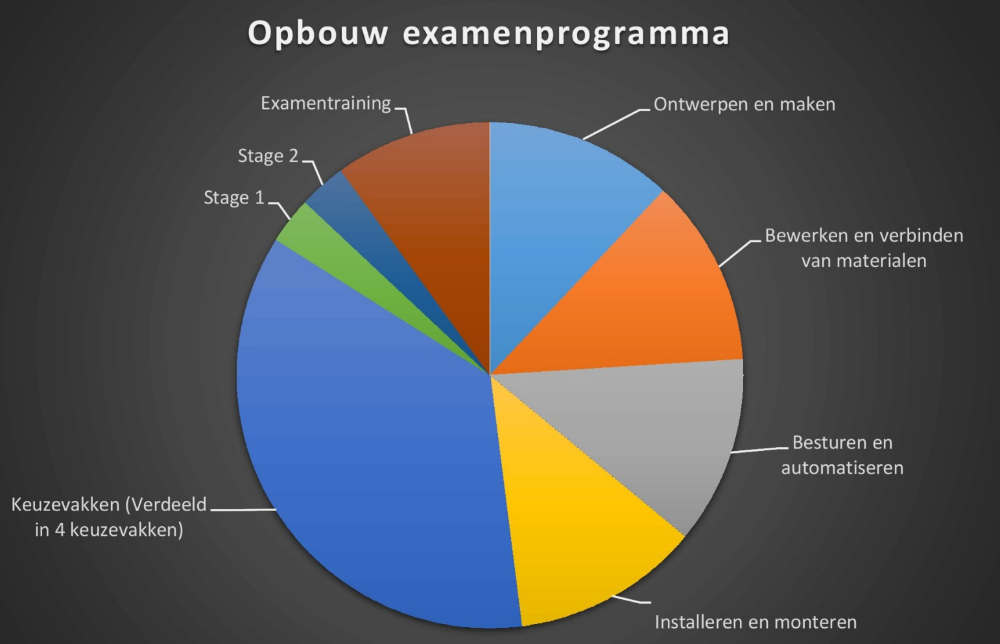 Opbouw examenprogramma
Examentraining
Ontwerpen en maken
Stage 2
Stage 1
Bewerken en verbinden
van materialen
Besturen en
automatiseren
Keuzevakken (Verdeeld
in 4 keuzevakken)
Installeren en monteren